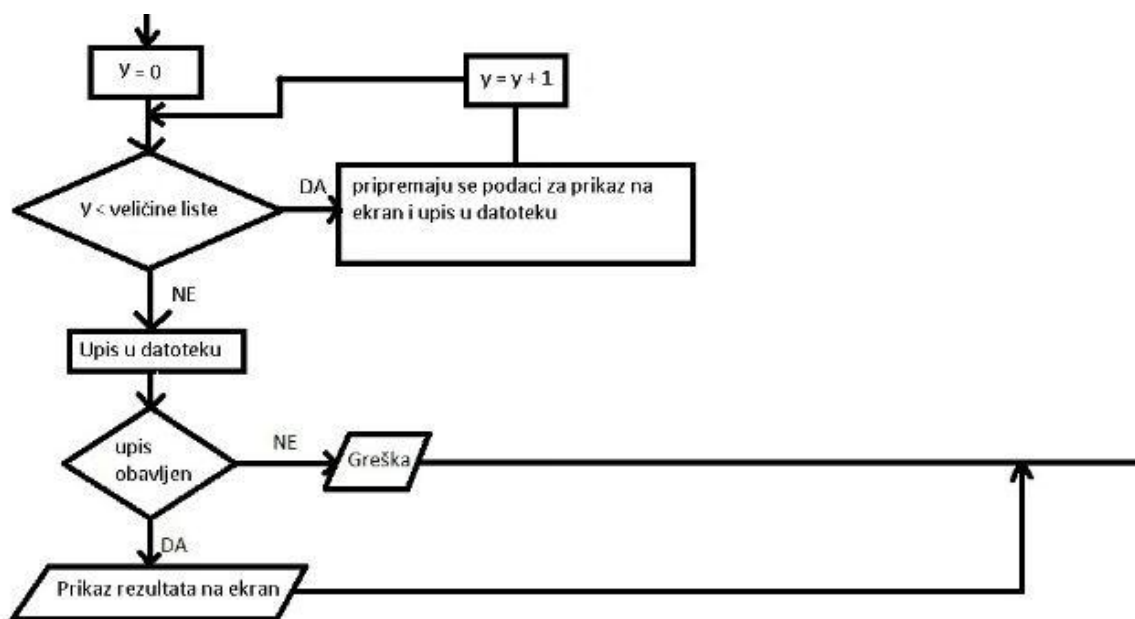 y = 0
y = y + 1
y < veličine liste
DA
pripremaju se podaci za prikaz na
ekran i upis u datoteku
NE
Upis u datoteku
upis
obavljen
NE
Greška
DA
Prikaz rezultata na ekran